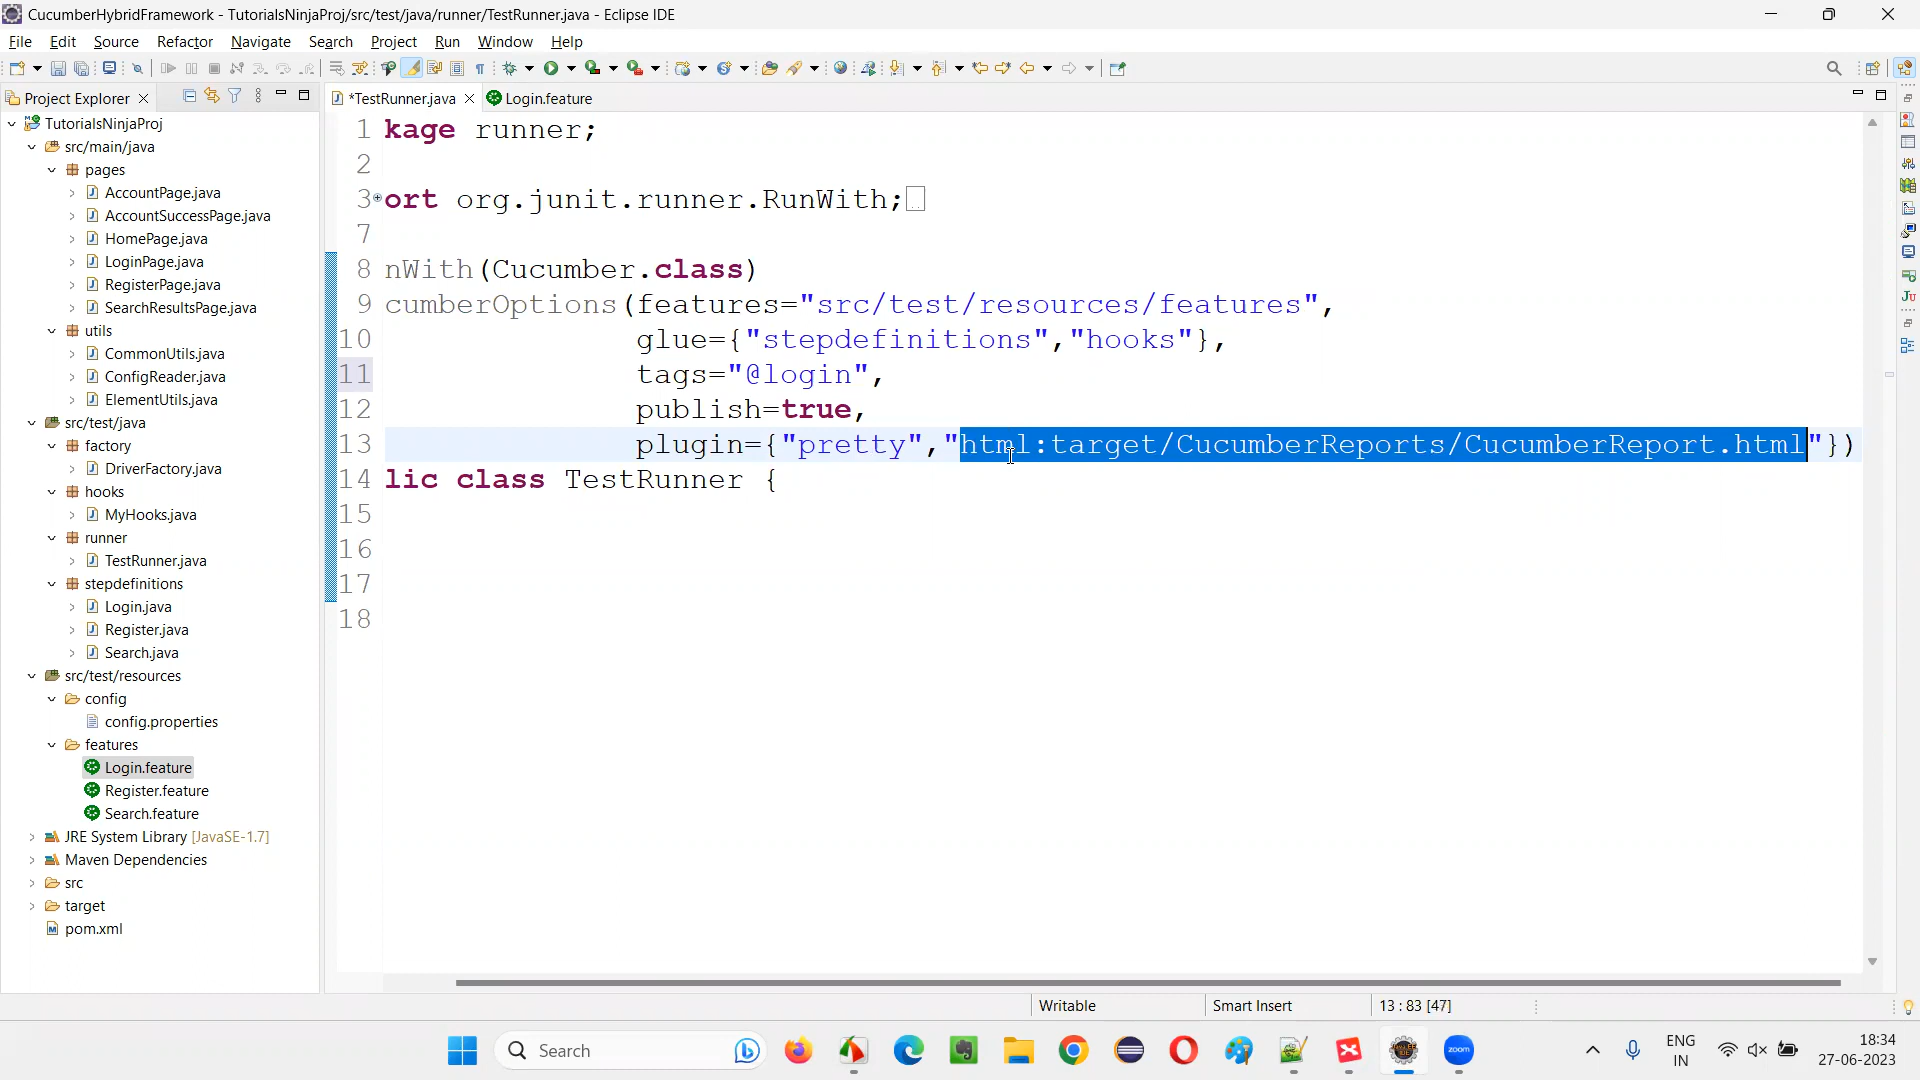 CucumberHybridFramework - TutorialsNinjaProj/src/test/java/runner/TestRunner.java - Eclipse IDE
File Edit Source Refactor Navigate Search Project Run Window Help
Project Explorer
*TestRunner.java
Login.feature
TutorialsNinjaProj
src/main/java
pages
AccountPage.java
AccountSuccessPage.java
HomePage.java
LoginPage.java
RegisterPage.java
SearchResultsPage.java
utils
CommonUtils.java
ConfigReader.java
ElementUtils.java
src/test/java
factory
DriverFactory.java
hooks
MyHooks.java
runner
TestRunner.java
stepdefinitions
Login.java
Register.java
Search.java
src/test/resources
config
config.properties
features
Login.feature
Register.feature
Search.feature
JRE System Library [JavaSE-1.7]
Maven Dependencies
src
target
pom.xml
1 kage runner;
2
3 ort org.junit.runner.RunWith;
7
8 nWith(Cucumber.class)
9 cumberOptions(features="src/test/resources/features",
10 glue={"stepdefinitions","hooks"},
11 tags="@login",
12 publish=true,
13 plugin={"pretty","html:target/CucumberReports/CucumberReport.html"})
14 lic class TestRunner {
15
16
17
18
Writable
Smart Insert
13 : 83 [47]
Search
zoom
ENG
IN
18:34
27-06-2023